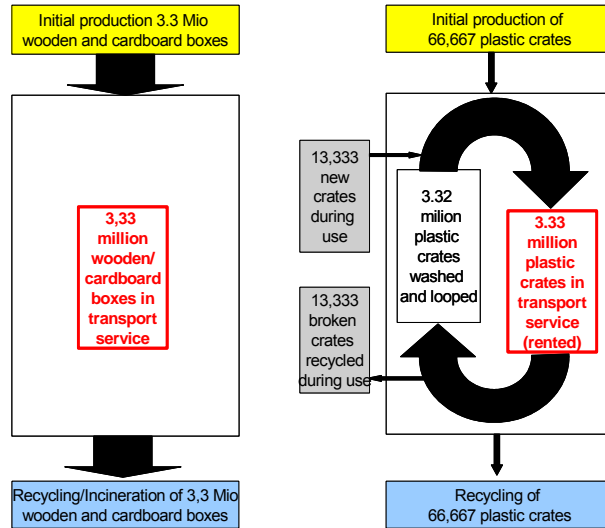 Initial production 3.3 Mio
wooden and cardboard boxes
3,33
million
wooden/
cardboard
boxes in
transport
service
Recycling/Incineration of 3,3 Mio
wooden and cardboard boxes
Initial production of
66,667 plastic crates
13,333
new
crates
during
use
3.32
milion
plastic
crates
washed
and looped
3.33
million
plastic
crates in
transport
service
(rented)
13,333
broken
crates
recycled
during use
Recycling of
66,667 plastic crates